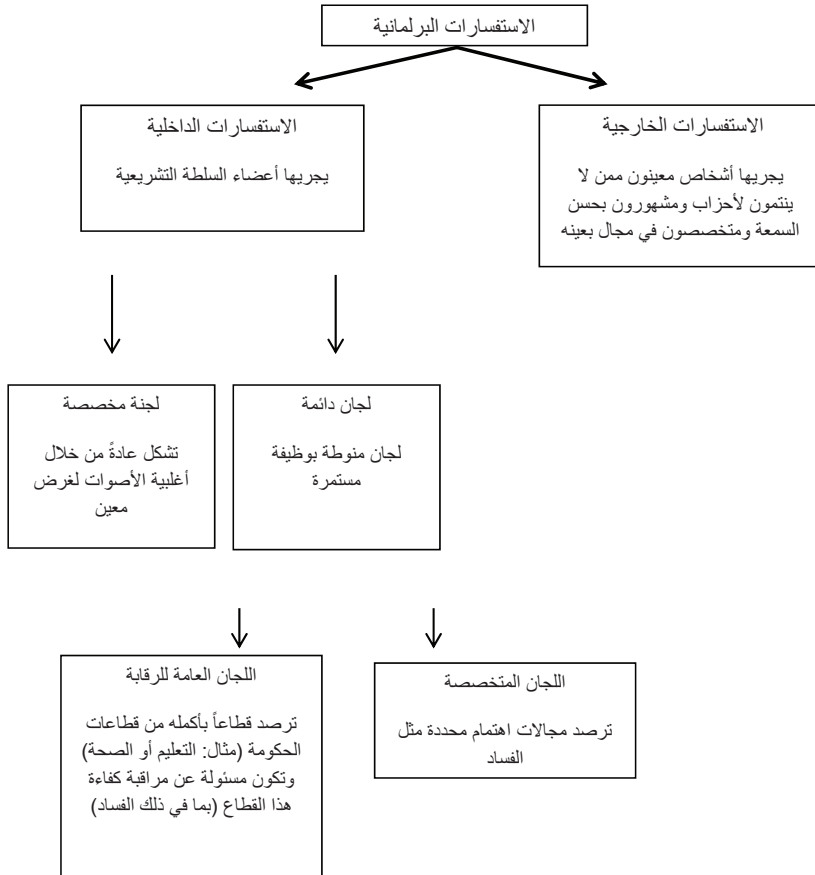 الاستفسارات البرلمانية
الاستفسارات الخارجية
يجريها أشخاص معينون ممن لا
ينتمون لأحزاب ومشهورون بحسن
السمعة ومتخصصون في مجال بعينه
الاستفسارات الداخلية
يجريها أعضاء السلطة التشريعية
لجان دائمة
لجان منوطة بوظيفة
مستمرة
لجنة مخصصة
تشكل عادةً من خلال
أغلبية الأصوات لغرض
معين
اللجان المتخصصة
ترصد مجالات اهتمام محددة مثل
الفساد
اللجان العامة للرقابة
ترصد قطاعاً بأكمله من قطاعات
الحكومة (مثال: التعليم أو الصحة)
وتكون مسئولة عن مراقبة كفاءة
هذا القطاع (بما في ذلك الفساد)